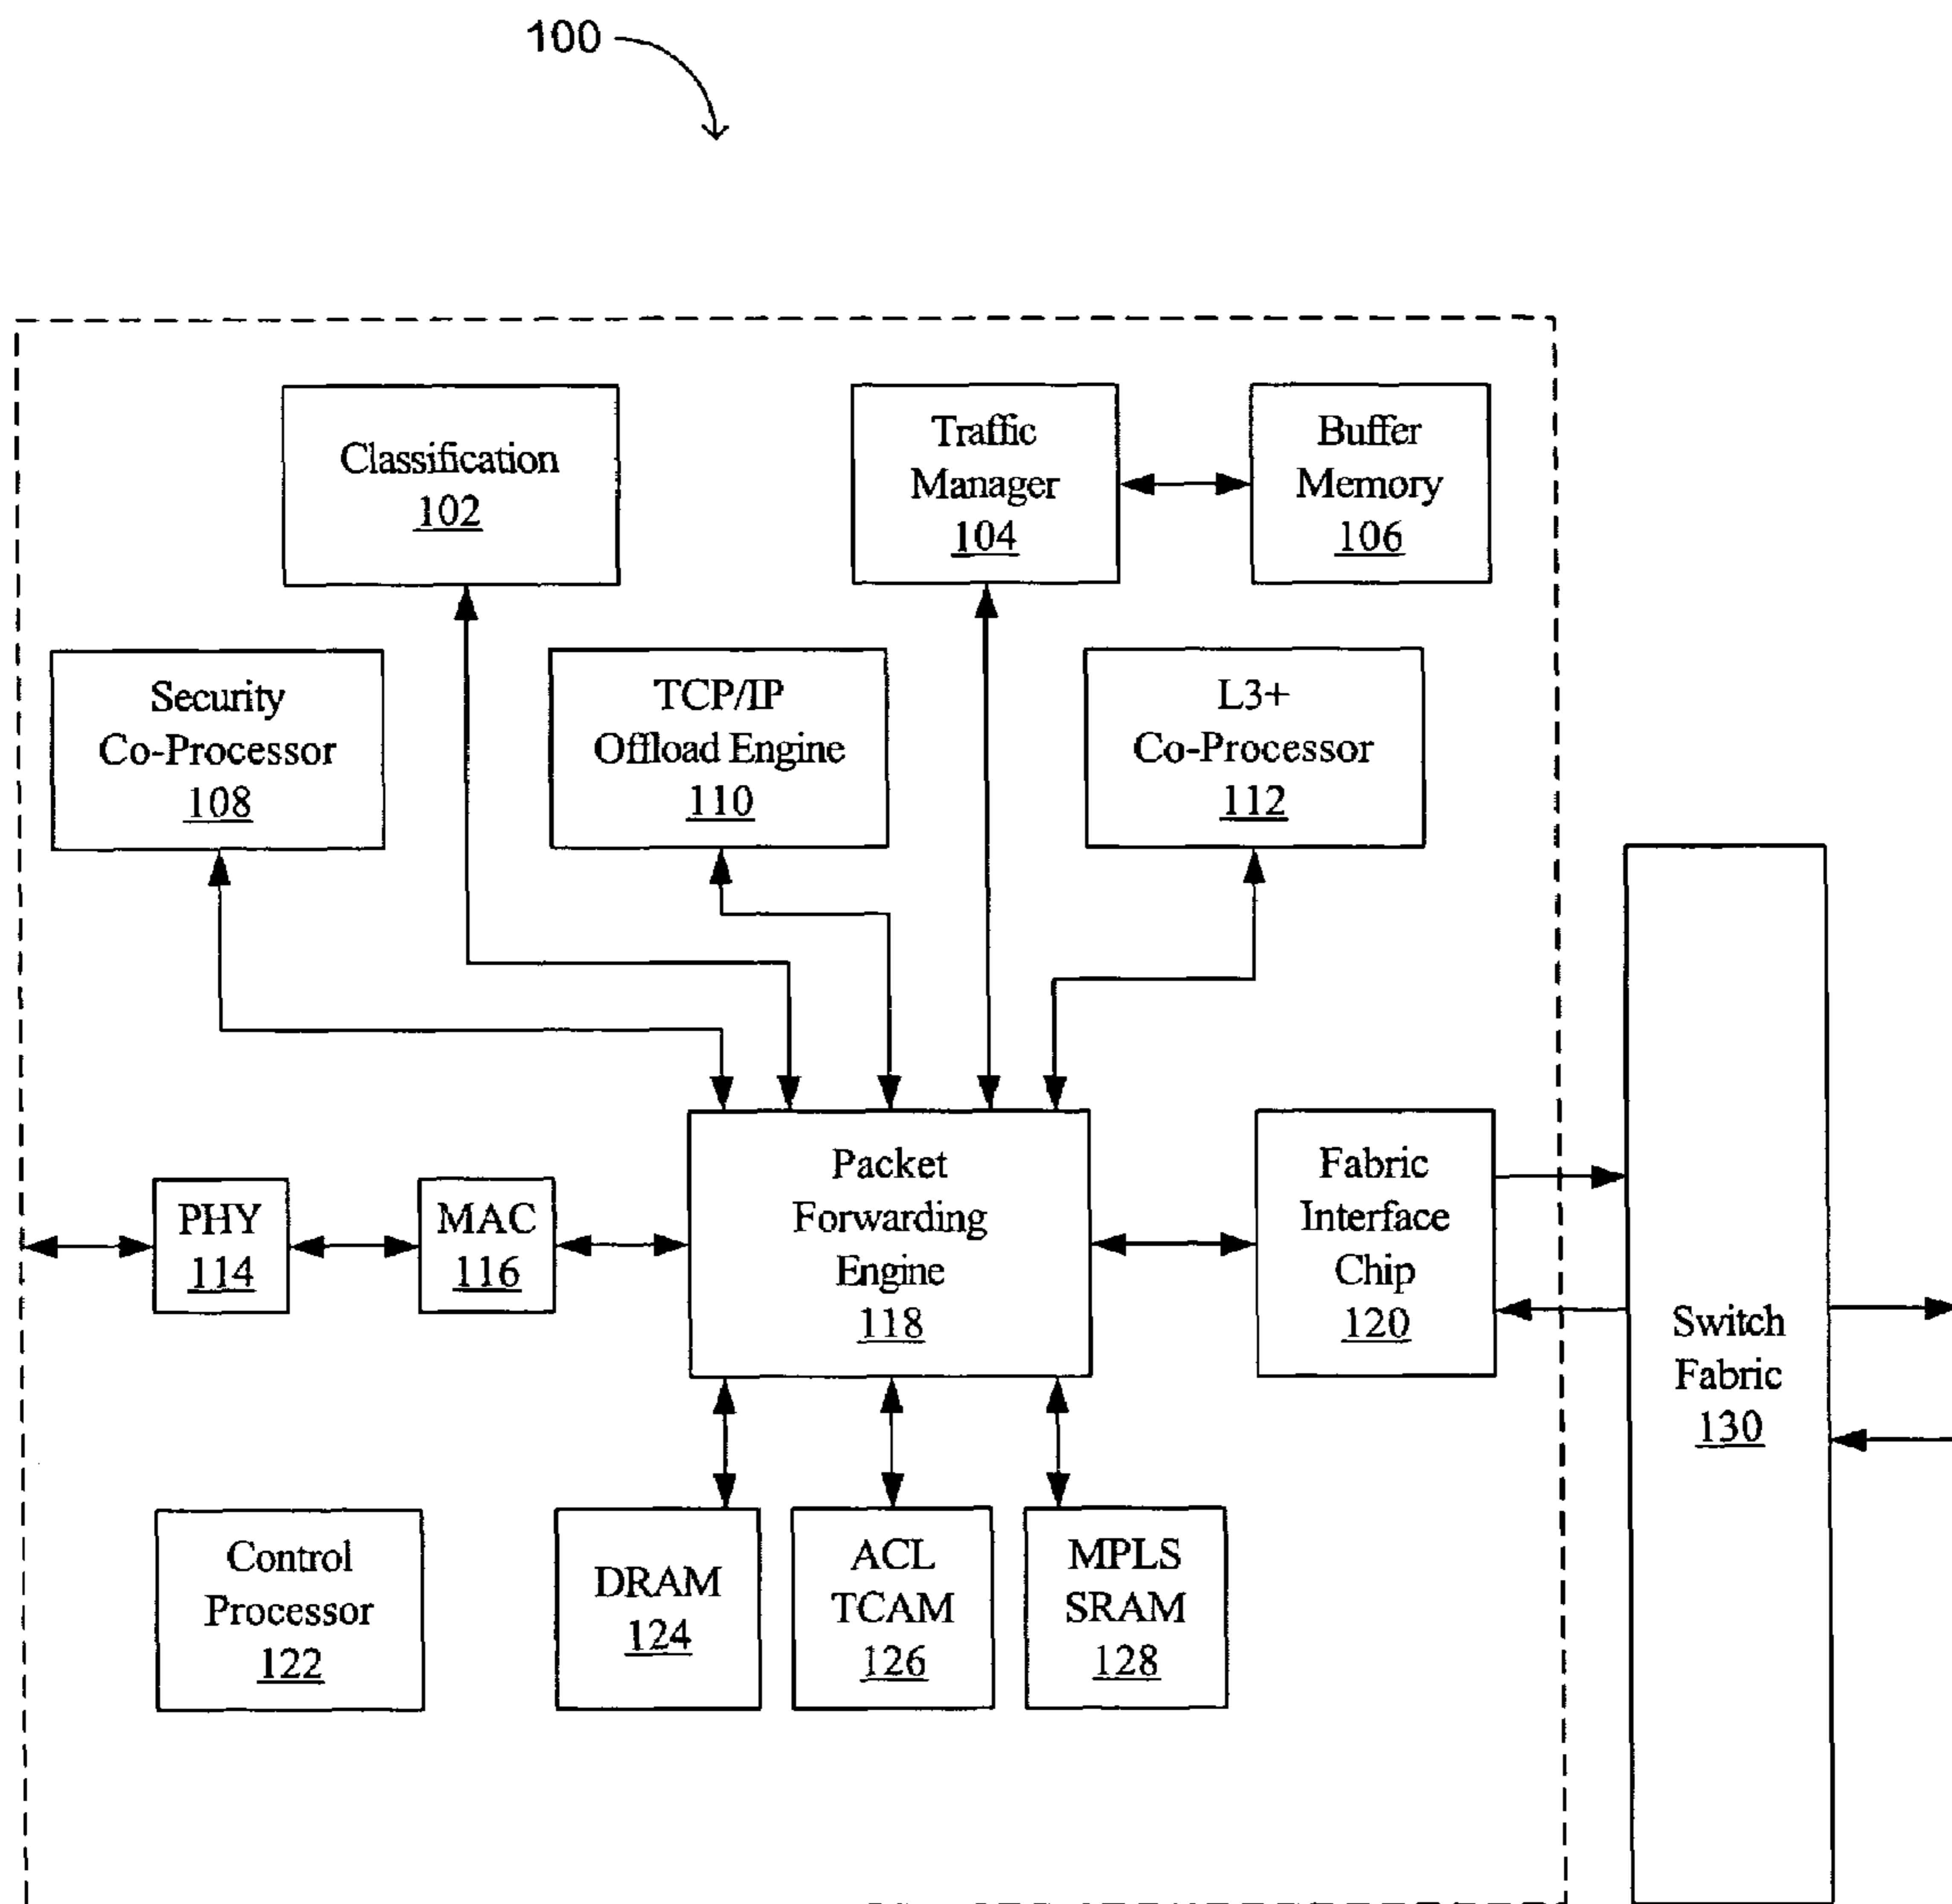 100
Classification
102
Traffic
Manager
104
Buffer
Memory
106
Security
Co-Processor
108
TCP/IP
Offload Engine
110
L3+
Co-Processor
112
PHY
114
MAC
116
Packet
Forwarding
Engine
118
Fabric
Interface
Chip
120
Switch
Fabric
130
Control
Processor
122
DRAM
124
ACL
TCAM
126
MPLS
SRAM
128